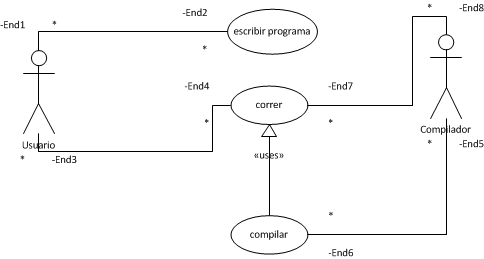 -End1
*
-End2
*
escribir programa
*
-End8
-End4
*
correr
-End7
*
Usuario
*
-End3
Compilador
*
-End5
«uses»
compilar
*
-End6